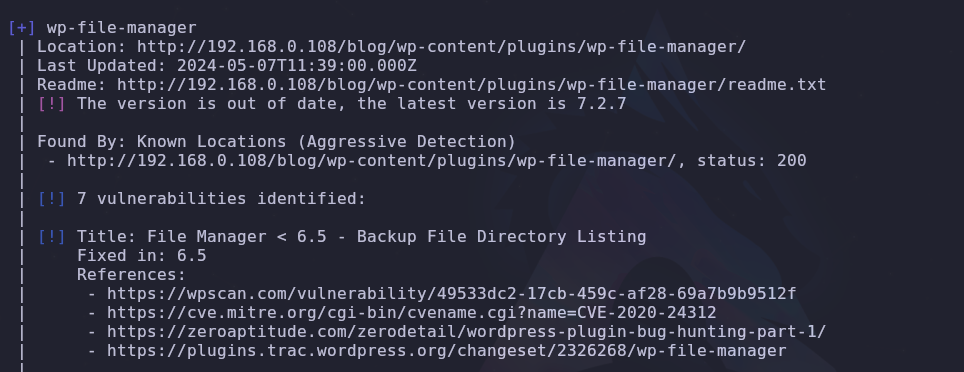 [+] wp-file-manager
| Location: http://192.168.0.108/blog/wp-content/plugins/wp-file-manager/
| Last Updated: 2024-05-07T11:39:00.000Z
| Readme: http://192.168.0.108/blog/wp-content/plugins/wp-file-manager/readme.txt
| [!] The version is out of date, the latest version is 7.2.7
|
| Found By: Known Locations (Aggressive Detection)
|  - http://192.168.0.108/blog/wp-content/plugins/wp-file-manager/, status: 200
|
| [!] 7 vulnerabilities identified:
|
| [!] Title: File Manager < 6.5 - Backup File Directory Listing
|     Fixed in: 6.5
|     References:
|      - https://wpscan.com/vulnerability/49533dc2-17cb-459c-af28-69a7b9b9512f
|      - https://cve.mitre.org/cgi-bin/cvename.cgi?name=CVE-2020-24312
|      - https://zeroaptitude.com/zerodetail/wordpress-plugin-bug-hunting-part-1/
|      - https://plugins.trac.wordpress.org/changeset/2326268/wp-file-manager
|